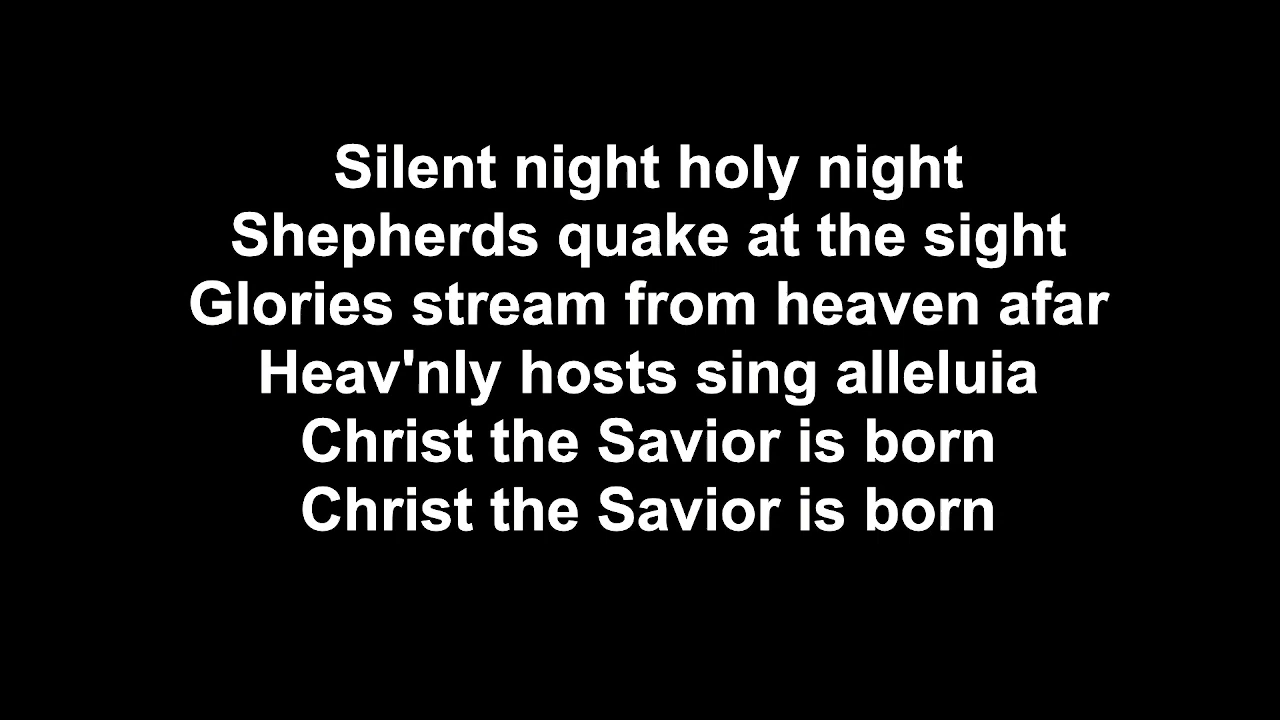 Silent night holy night
Shepherds quake at the sight
Glories stream from heaven afar
Heav'nly hosts sing alleluia
Christ the Savior is born
Christ the Savior is born